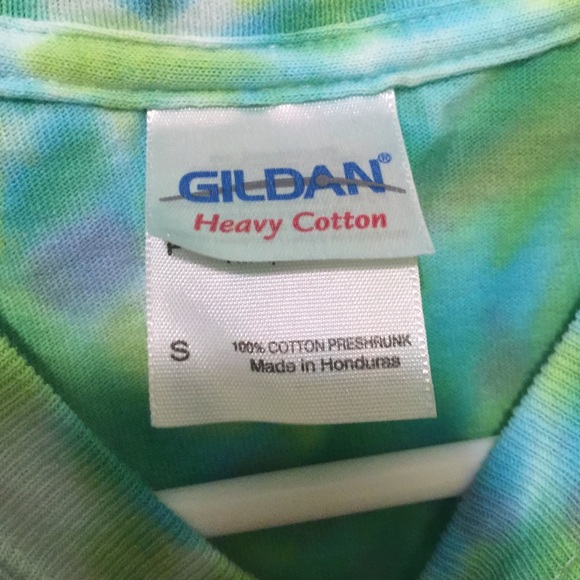 GILDAN®
Heavy Cotton
S
100% COTTON PRESHRUNK
Made in Honduras